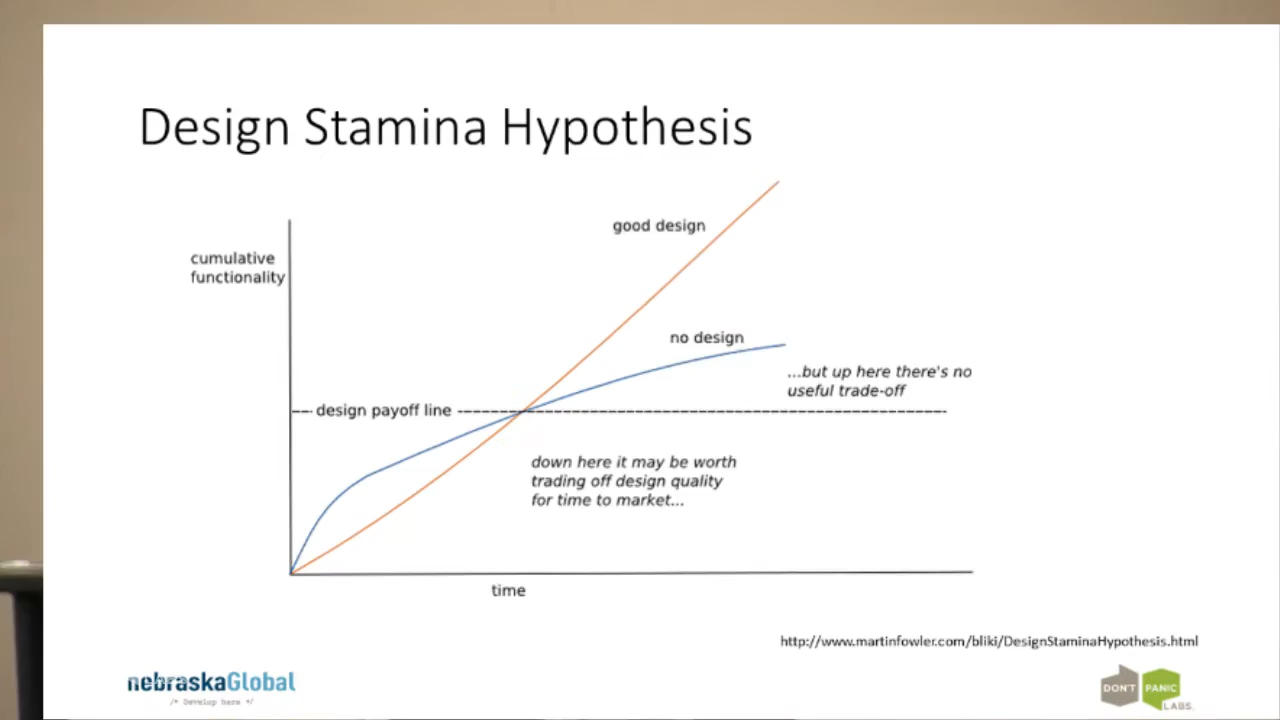 Design Stamina Hypothesis
good design
cumulative
functionality
no design
...but up here there's no
useful trade-off
design payoff line
down here it may be worth
trading off design quality
for time to market...
time
http://www.martinfowler.com/bliki/DesignStaminaHypothesis.html
nebraskaGlobal
/* Develop here */
DON'T PANIC
LABS.